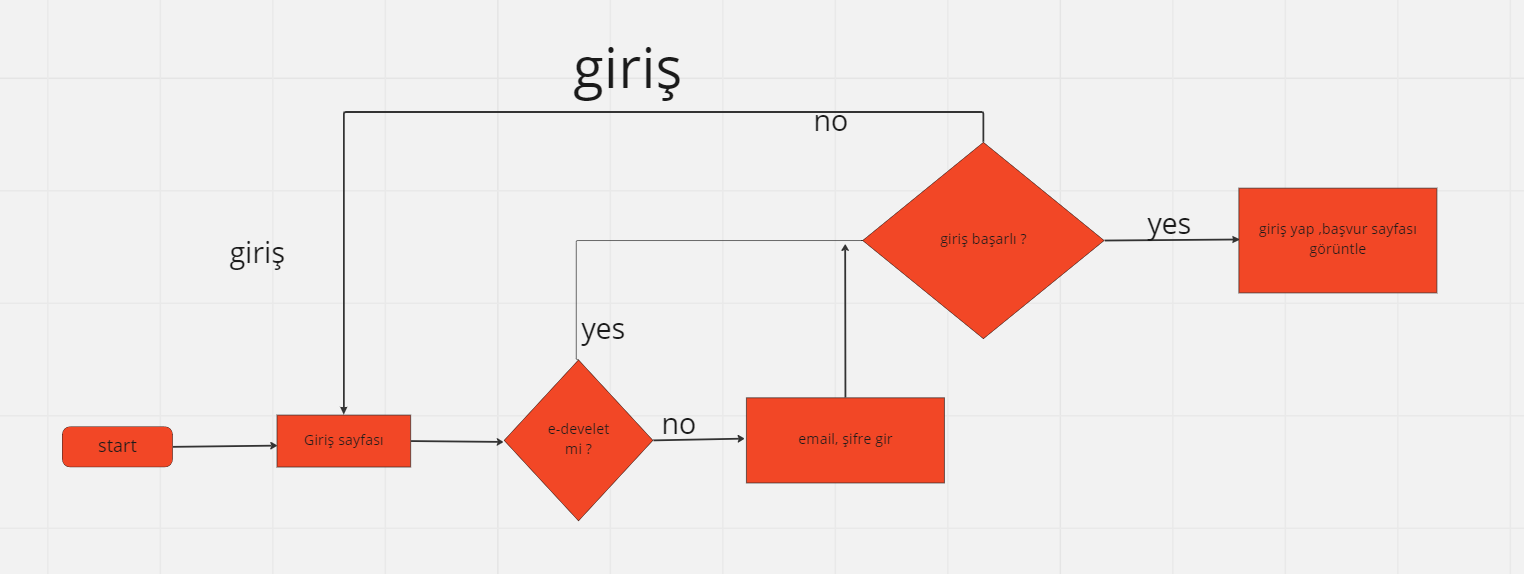 giriş
no
giriş başarlı ?
yes
giriş yap ,başvur sayfası
görüntle
giriş
yes
start
Giriş sayfası
e-develet
mi ?
no
email, şifre gir